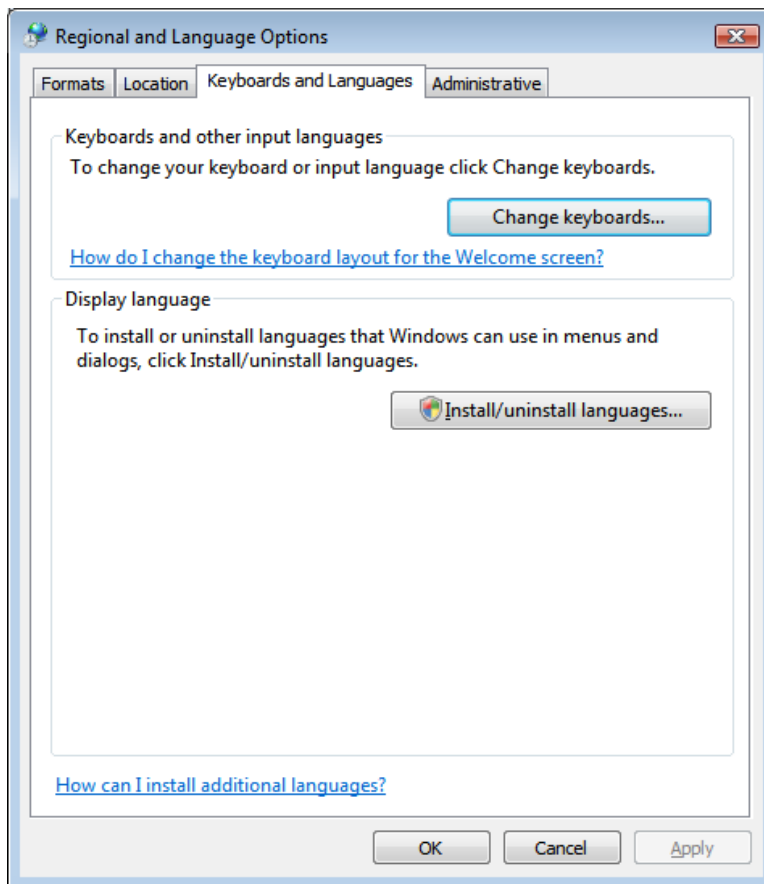 Regional and Language Options
Formats Location Keyboards and Languages Administrative
Keyboards and other input languages
To change your keyboard or input language click Change keyboards.
Change keyboards...
How do I change the keyboard layout for the Welcome screen?
Display language
To install or uninstall languages that Windows can use in menus and
dialogs, click Install/uninstall languages.
Install/uninstall languages...
How can I install additional languages?
OK Cancel Apply